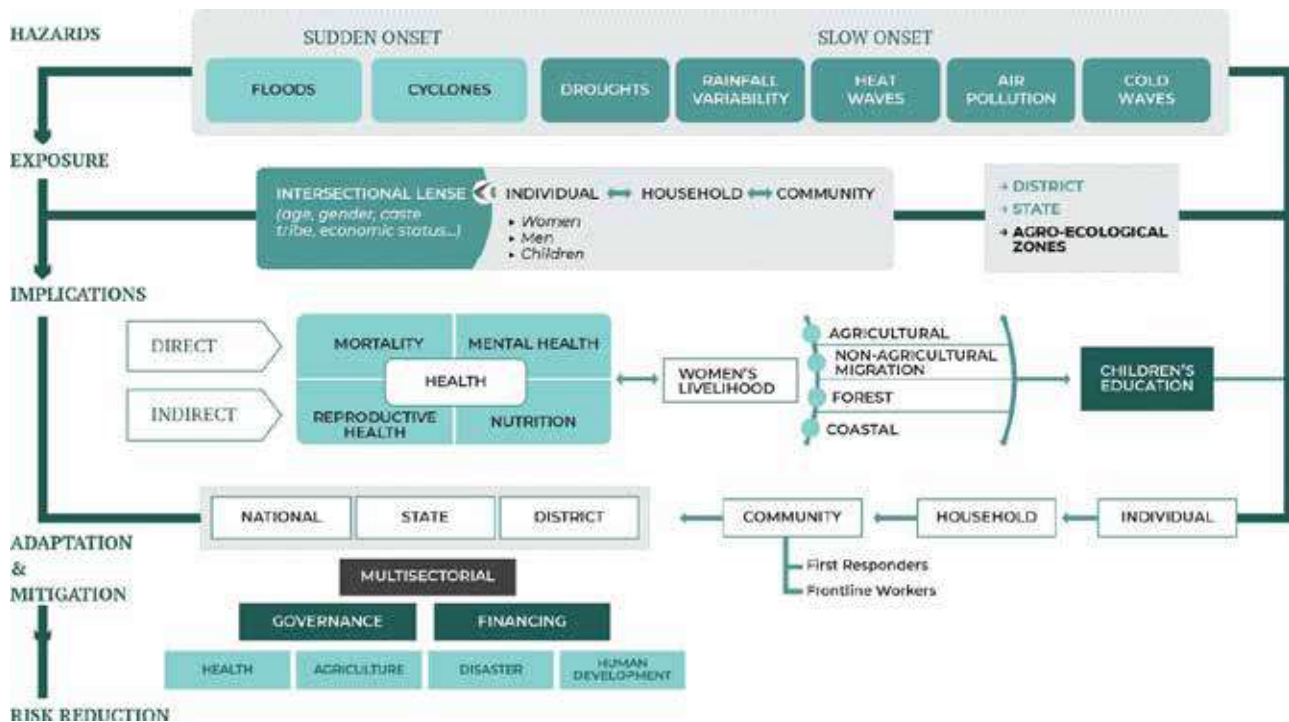 HAZARDS
SUDDEN ONSET
SLOW ONSET
FLOODS
CYCLONES
DROUGHTS
RAINFALL
VARIABILITY
HEAT
WAVES
AIR
POLLUTION
COLD
WAVES
EXPOSURE
INTERSECTIONAL LENSE
(age, gender, caste
tribe, economic status...)
INDIVIDUAL
HOUSEHOLD
COMMUNITY
Women
Men
Children
DISTRICT
STATE
AGRO-ECOLOGICAL
ZONES
IMPLICATIONS
DIRECT
INDIRECT
MORTALITY
MENTAL HEALTH
HEALTH
REPRODUCTIVE
HEALTH
NUTRITION
WOMEN'S
LIVELIHOOD
AGRICULTURAL
NON-AGRICULTURAL
MIGRATION
FOREST
COASTAL
CHILDREN'S
EDUCATION
NATIONAL
STATE
DISTRICT
COMMUNITY
HOUSEHOLD
INDIVIDUAL
First Responders
Frontline Workers
ADAPTATION
&
MITIGATION
MULTISECTORIAL
GOVERNANCE
FINANCING
HEALTH
AGRICULTURE
DISASTER
HUMAN
DEVELOPMENT
RISK REDUCTION